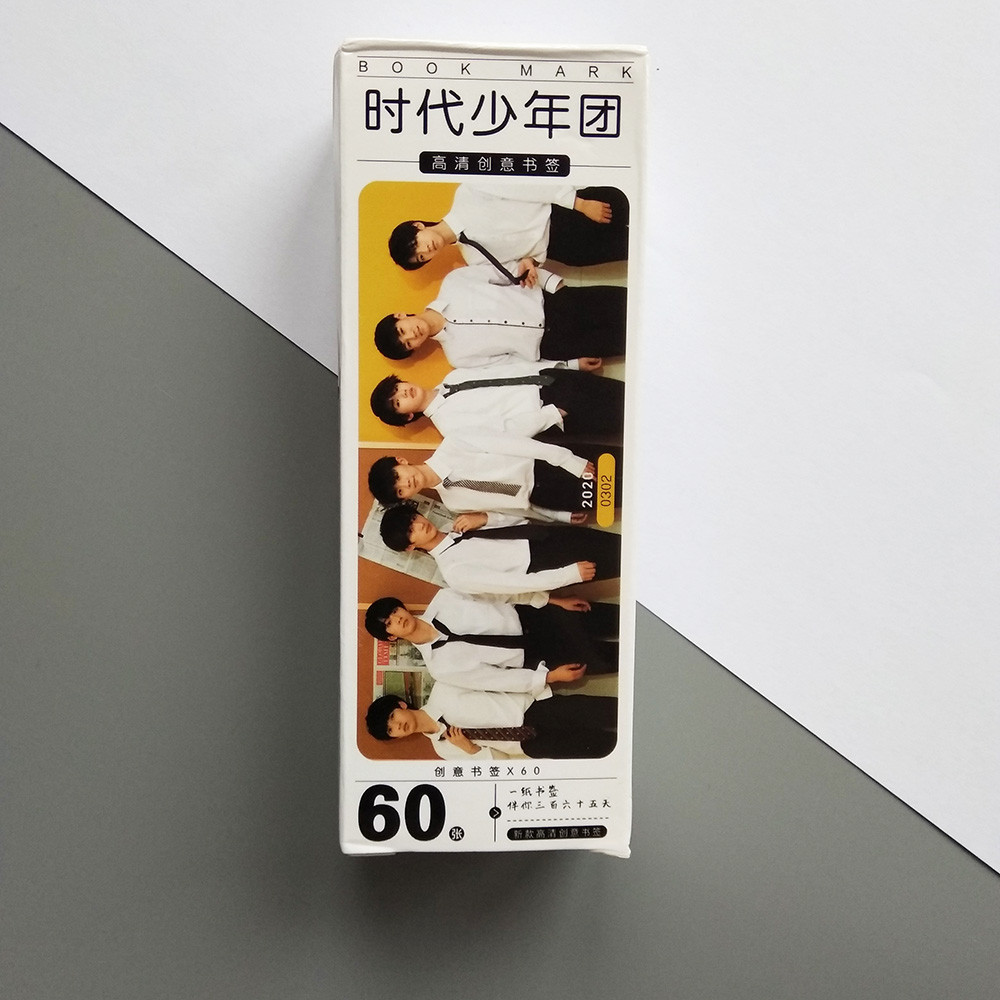 BOOK MARK
时代少年团
高清创意书签
2020
0302
创意书签X60
60张
一纸书签
伴你三百六十五天
新款高清创意书签